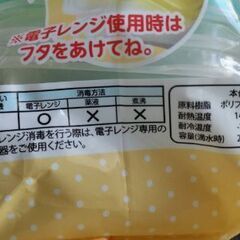 ※電子レンジ使用時は
フタをあけてね。
い 消毒方法
電子レンジ 薬液 煮沸
○ × ×
レンジ消毒を行う際は、電子レンジ専用の
器をご使用ください。
本
原料樹脂 ポリプ
耐熱温度 14
耐冷温度
容量(満水時)